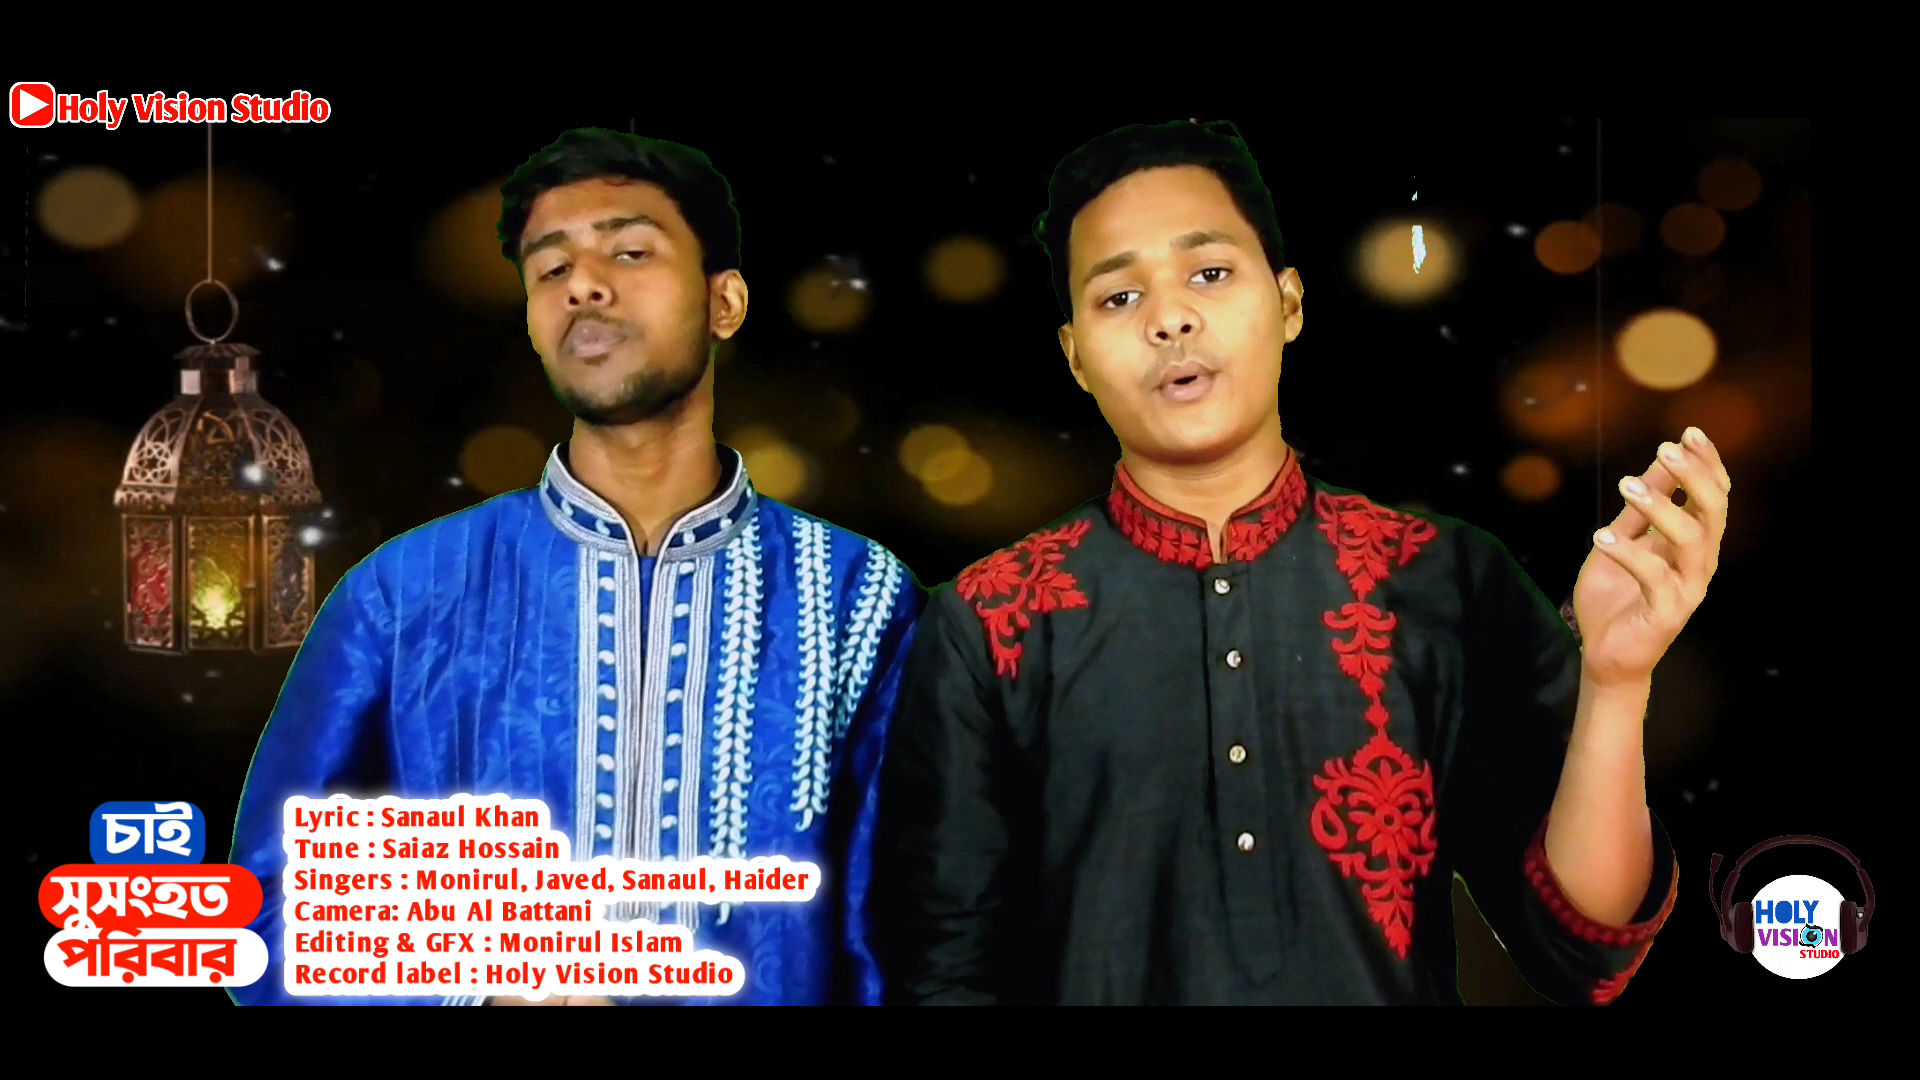 Holy Vision Studio
চাই
সুসংহত
পরিবার
Lyric : Sanaul Khan
Tune : Saiaz Hossain
Singers : Monirul, Javed, Sanaul, Haider
Camera: Abu Al Battani
Editing & GFX : Monirul Islam
Record label : Holy Vision Studio
HOLY
VISION
STUDIO